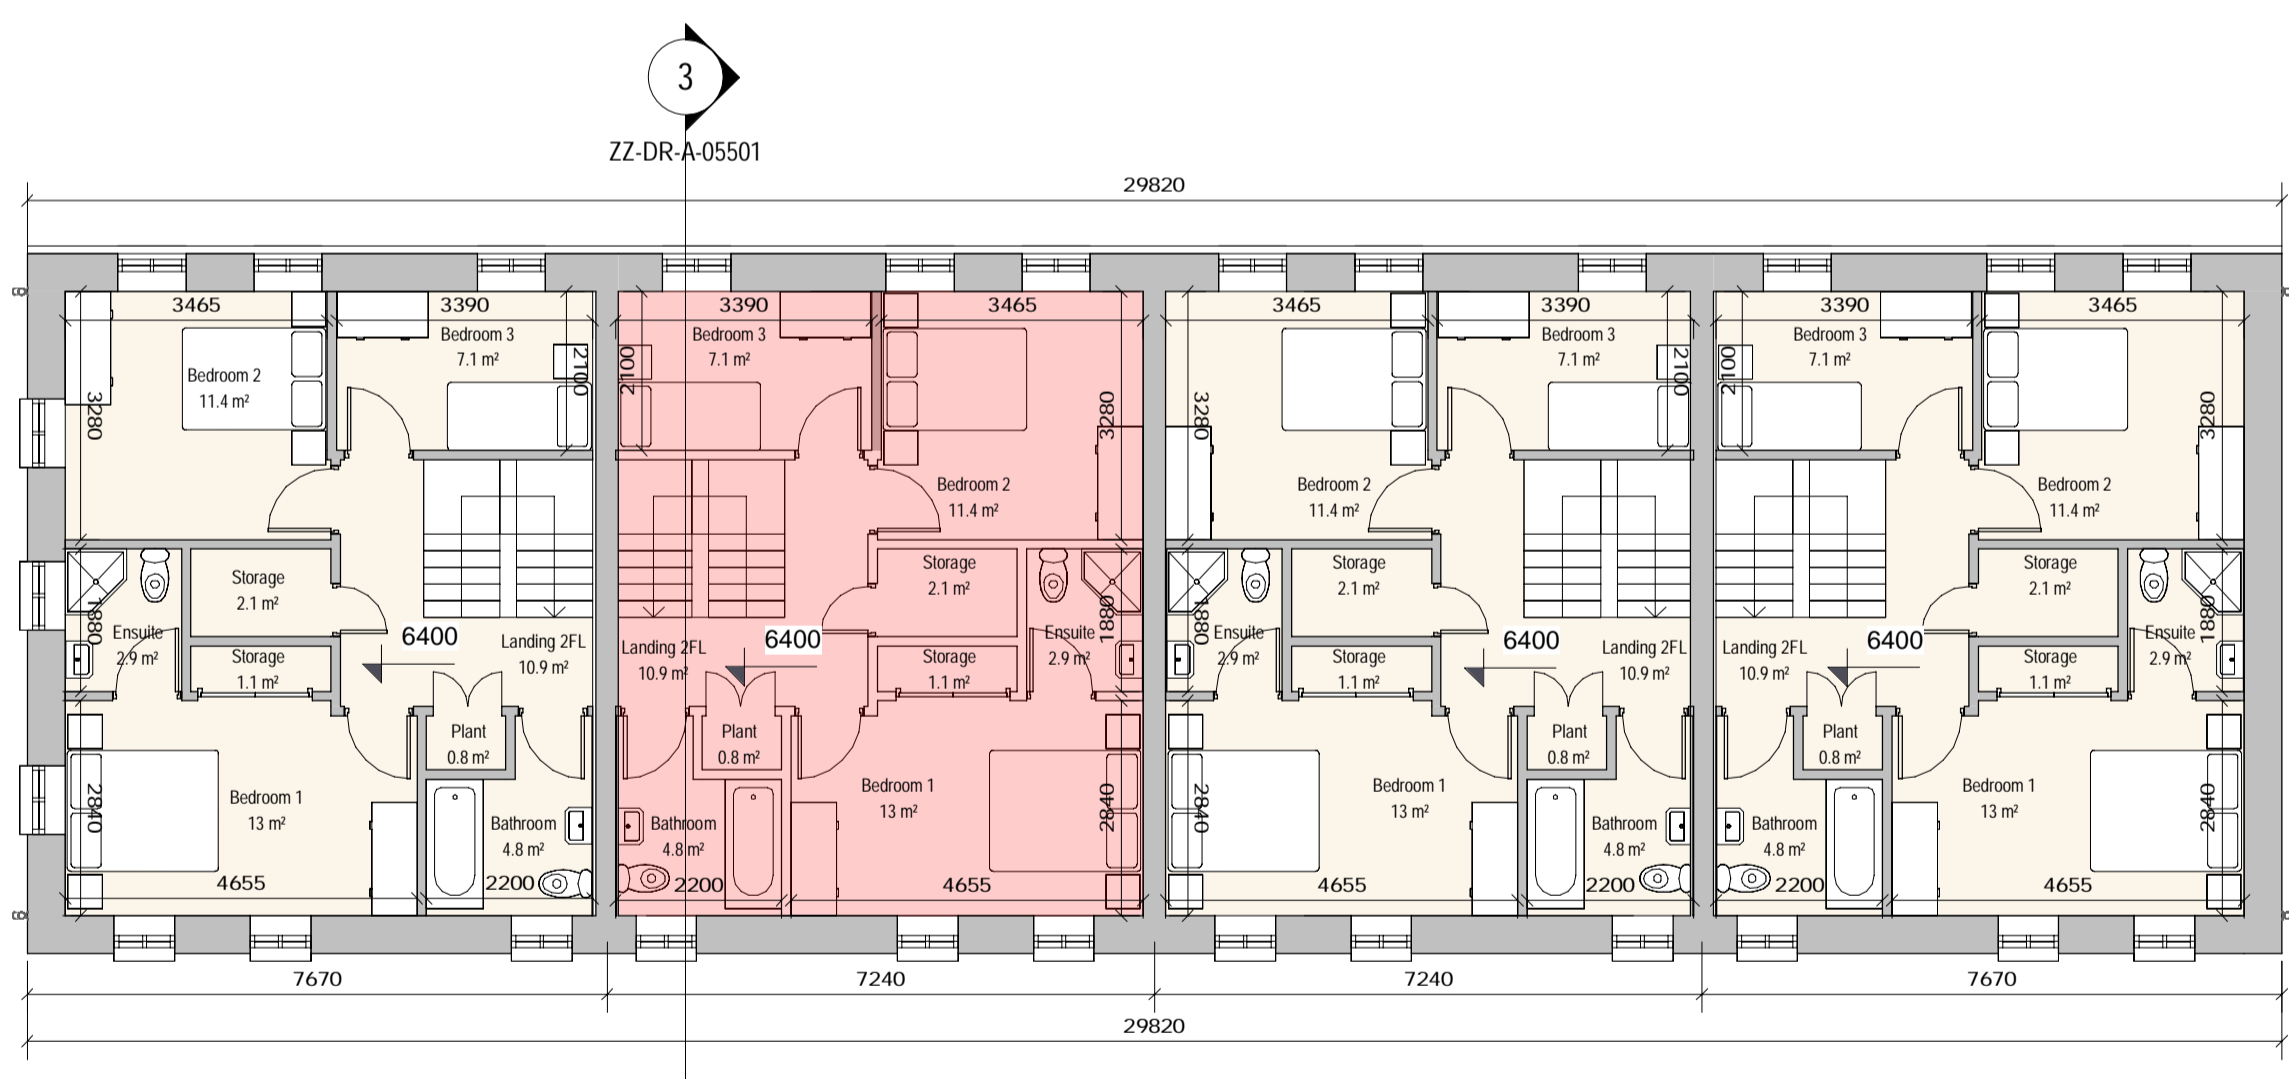 3
ZZ-DR-A-05501
29820
3465
3390
3390
3465
3465
3390
3390
3465
Bedroom 3
7.1 m²
Bedroom 3
7.1 m²
Bedroom 3
7.1 m²
Bedroom 3
7.1 m²
2100
2100
2100
2100
Bedroom 2
11.4 m²
3280
3280
3280
3280
Bedroom 2
11.4 m²
Bedroom 2
11.4 m²
Bedroom 2
11.4 m²
Storage
2.1 m²
Storage
2.1 m²
Storage
2.1 m²
Storage
2.1 m²
1880
1880
1880
1880
Ensuite
2.9 m²
Ensuite
2.9 m²
Ensuite
2.9 m²
Ensuite
2.9 m²
6400
6400
6400
6400
Landing 2FL
10.9 m²
Landing 2FL
10.9 m²
Landing 2FL
10.9 m²
Landing 2FL
10.9 m²
Storage
1.1 m²
Storage
1.1 m²
Storage
1.1 m²
Storage
1.1 m²
Plant
0.8 m²
Plant
0.8 m²
Plant
0.8 m²
Plant
0.8 m²
Bedroom 1
13 m²
Bedroom 1
13 m²
Bedroom 1
13 m²
Bedroom 1
13 m²
2840
2840
2840
2840
Bathroom
4.8 m²
Bathroom
4.8 m²
Bathroom
4.8 m²
Bathroom
4.8 m²
4655
2200
2200
4655
4655
2200
2200
4655
7670
7240
7240
7670
29820